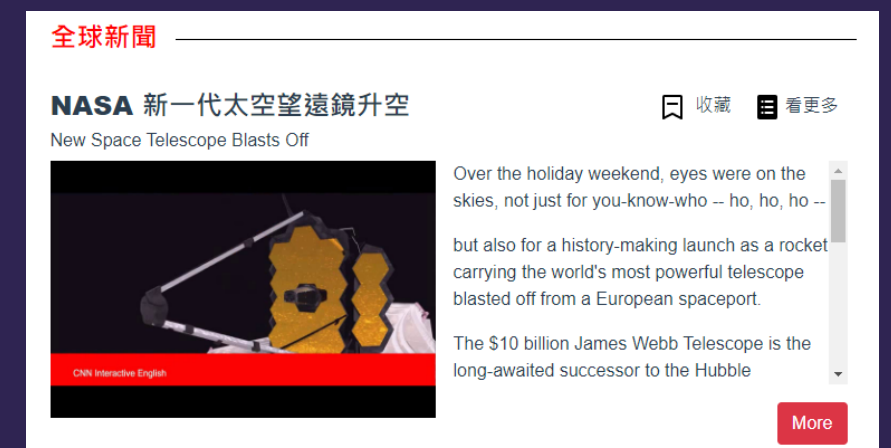 全球新聞
NASA 新一代太空望遠鏡升空
收藏
看更多
New Space Telescope Blasts Off
Over the holiday weekend, eyes were on the
skies, not just for you-know-who -- ho, ho, ho --
but also for a history-making launch as a rocket
carrying the world's most powerful telescope
blasted off from a European spaceport.
The $10 billion James Webb Telescope is the
long-awaited successor to the Hubble
CNN Interactive English
More